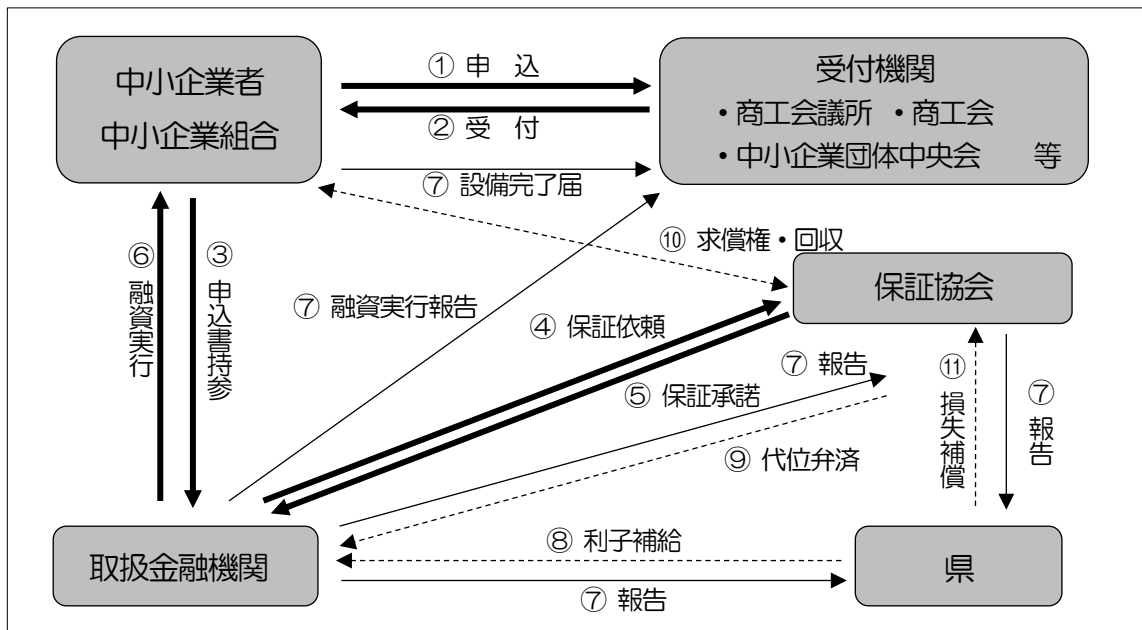 中小企業者
中小企業組合
① 申　込
② 受　付
⑦ 設備完了届
受付機関
・商工会議所　・商工会
・中小企業団体中央会　　等
⑩ 求償権・回収
保証協会
⑥ 融資実行
③ 申込書持参
⑦ 融資実行報告
④ 保証依頼
⑤ 保証承諾
⑦ 報告
⑨ 代位弁済
⑪ 損失補償
⑦ 報告
取扱金融機関
⑧ 利子補給
⑦ 報告
県